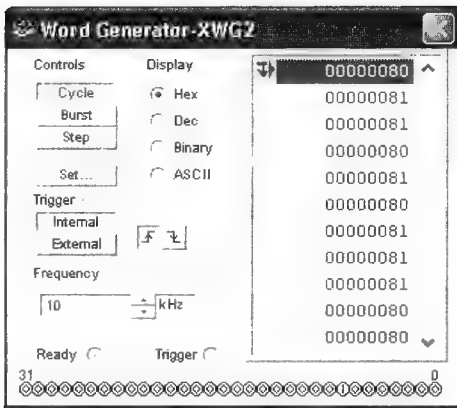 Word Generator-XWG2
Controls
Cycle
Burst
Step
Set...
Display
Hex
Dec
Binary
ASCII
Trigger
Internal
External
Frequency
10 kHz
Ready Trigger
00000080
00000081
00000081
00000080
00000081
00000080
00000081
00000081
00000081
00000080
00000080
31 0